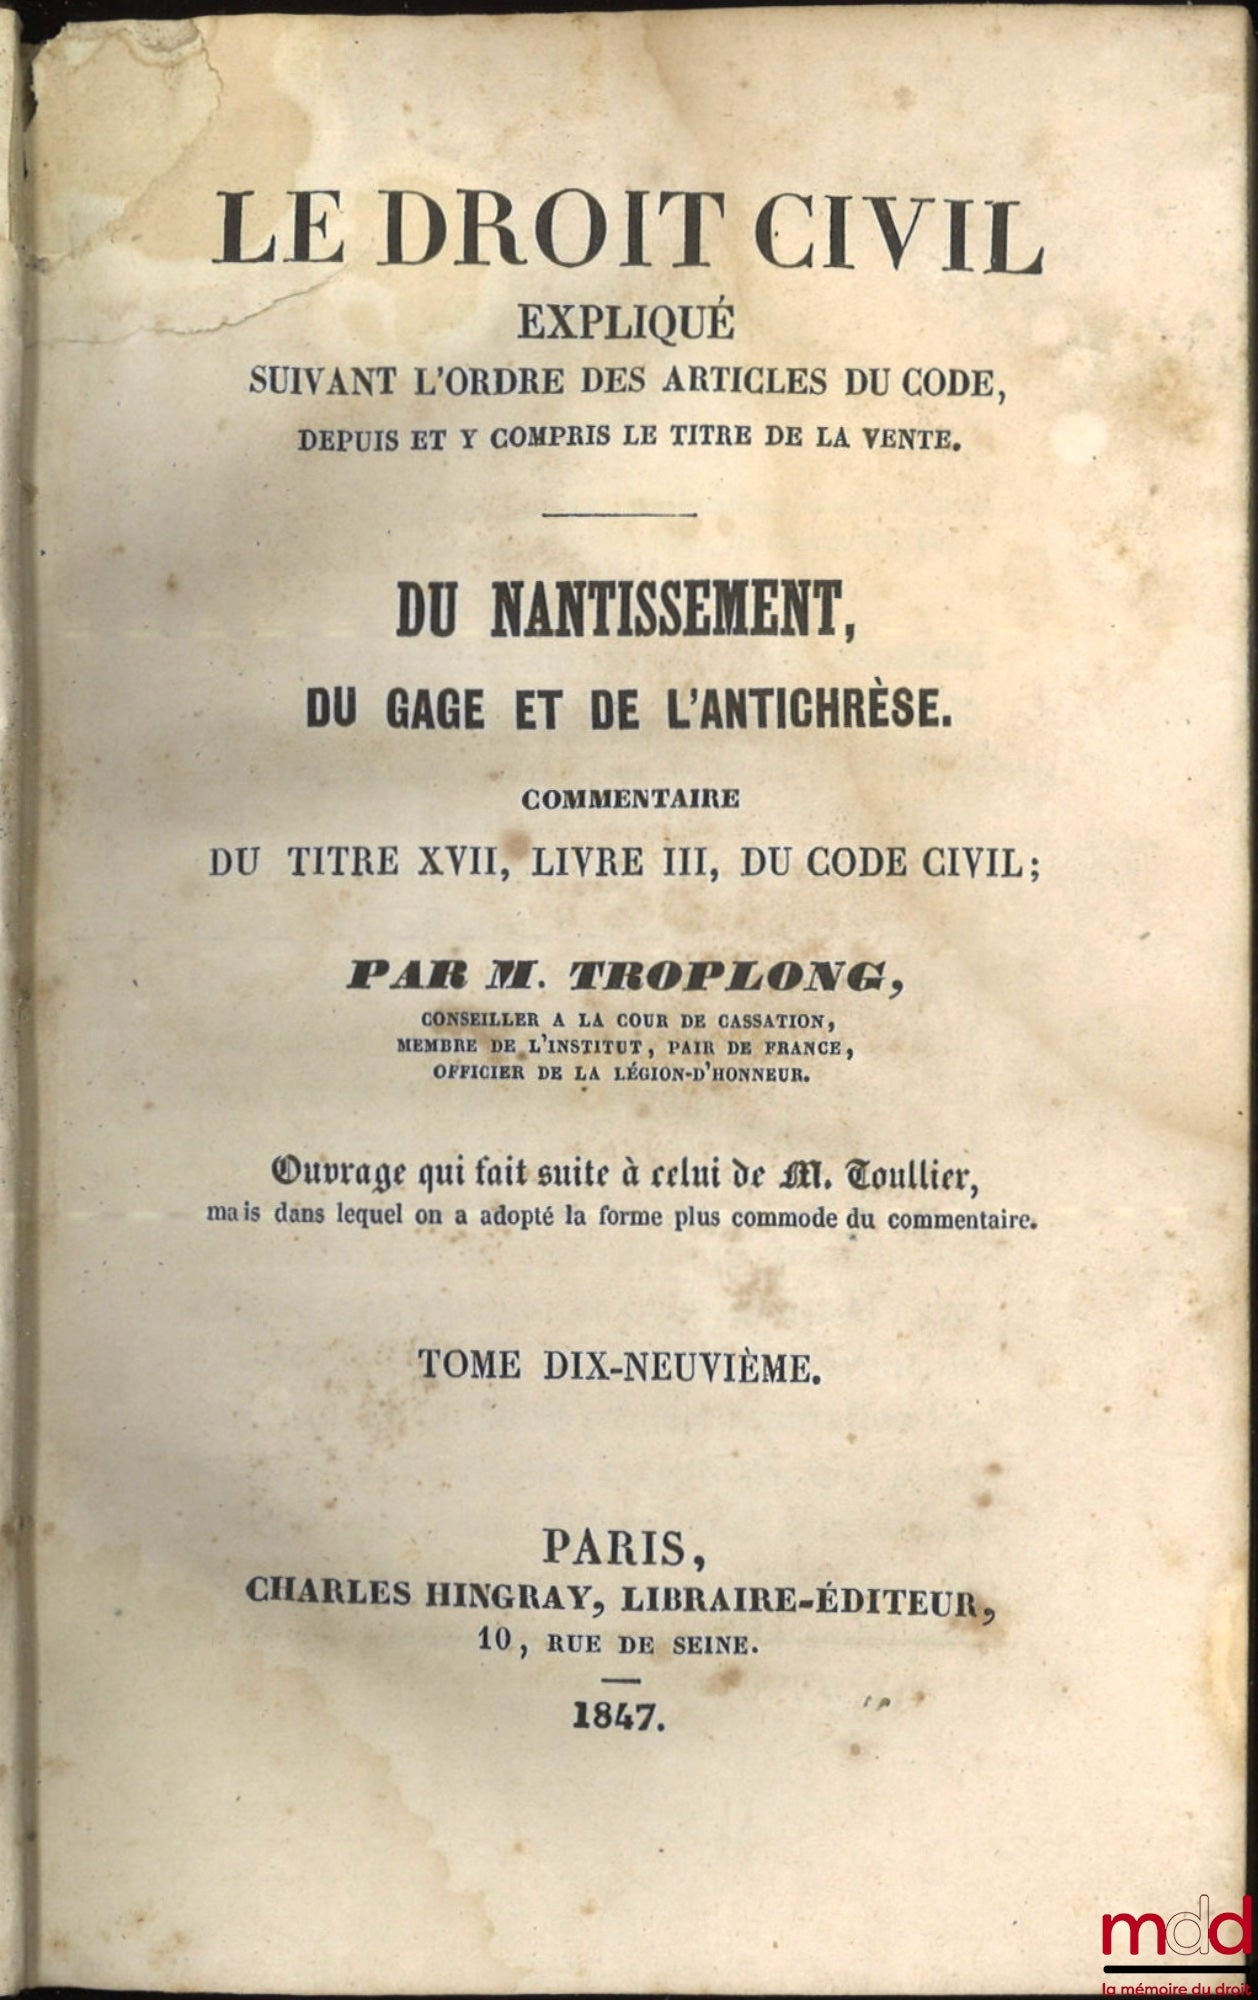 LE DROIT CIVIL
EXPLIQUÉ
SUIVANT L'ORDRE DES ARTICLES DU CODE,
DEPUIS ET Y COMPRIS LE TITRE DE LA VENTE.
DU NANTISSEMENT,
DU GAGE ET DE L'ANTICHRÈSE.
COMMENTAIRE
DU TITRE XVII, LIVRE III, DU CODE CIVIL;
PAR M. TROPLONG,
CONSEILLER A LA COUR DE CASSATION,
MEMBRE DE L'INSTITUT, PAIR DE FRANCE,
OFFICIER DE LA LÉGION-D'HONNEUR.
Ouvrage qui fait suite à celui de M. Toullier,
mais dans lequel on a adopté la forme plus commode du commentaire.
TOME DIX-NEUVIÈME.
PARIS,
CHARLES HINGRAY, LIBRAIRE-ÉDITEUR,
10, RUE DE SEINE.
1847.
mdd
la mémoire du droit